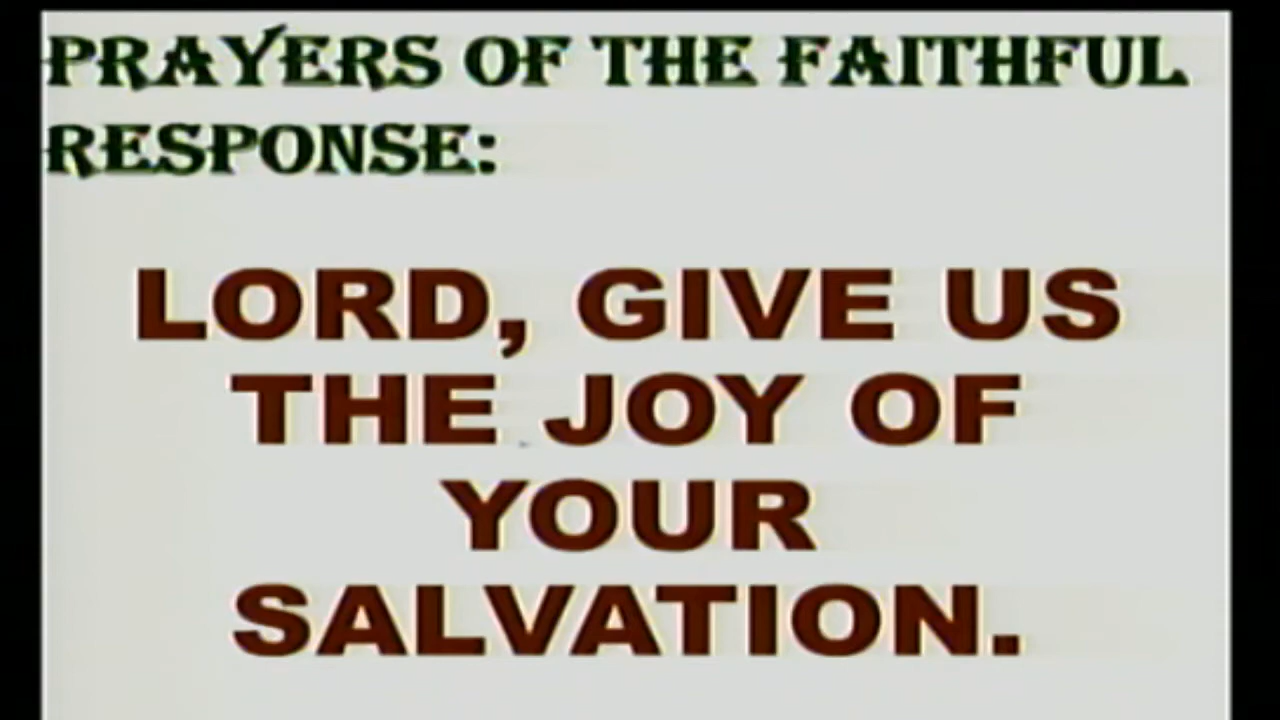 PRAYERS OF THE FAITHFUL
RESPONSE:
LORD, GIVE US
THE JOY OF
YOUR
SALVATION.